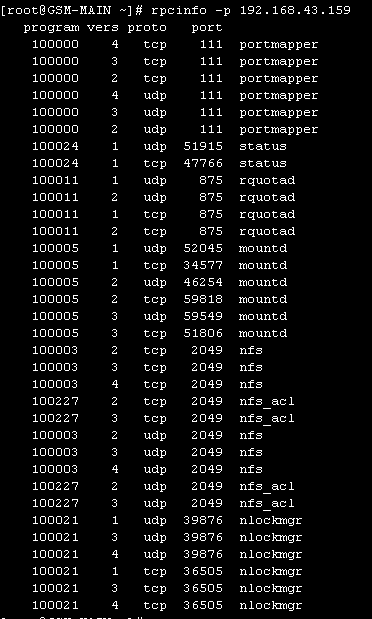 [root@GSM-MAIN ~]# rpcinfo -p 192.168.43.159
program vers proto port
100000 4 tcp 111 portmapper
100000 3 tcp 111 portmapper
100000 2 tcp 111 portmapper
100000 4 udp 111 portmapper
100000 3 udp 111 portmapper
100000 2 udp 111 portmapper
100024 1 udp 51915 status
100024 1 tcp 47766 status
100011 1 udp 875 rquotad
100011 2 udp 875 rquotad
100011 1 tcp 875 rquotad
100011 2 tcp 875 rquotad
100005 1 udp 52045 mountd
100005 1 tcp 34577 mountd
100005 2 udp 46254 mountd
100005 2 tcp 59818 mountd
100005 3 udp 59549 mountd
100005 3 tcp 51806 mountd
100003 2 tcp 2049 nfs
100003 3 tcp 2049 nfs
100003 4 tcp 2049 nfs
100227 2 tcp 2049 nfs_acl
100227 3 tcp 2049 nfs_acl
100003 2 udp 2049 nfs
100003 3 udp 2049 nfs
100003 4 udp 2049 nfs
100227 2 udp 2049 nfs_acl
100227 3 udp 2049 nfs_acl
100021 1 udp 39876 nlockmgr
100021 3 udp 39876 nlockmgr
100021 4 udp 39876 nlockmgr
100021 1 tcp 36505 nlockmgr
100021 3 tcp 36505 nlockmgr
100021 4 tcp 36505 nlockmgr